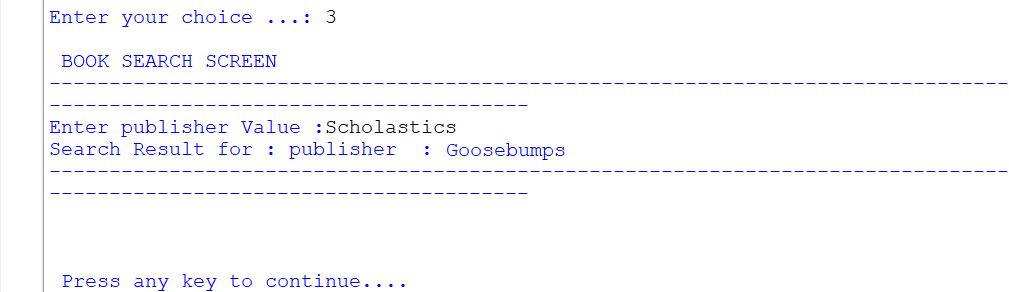 Enter your choice ...: 3
BOOK SEARCH SCREEN
--------------------------------------------------------------------------------
----------------------------------------
Enter publisher Value :Scholastics
Search Result for : publisher  : Goosebumps
--------------------------------------------------------------------------------
----------------------------------------
Press any key to continue....